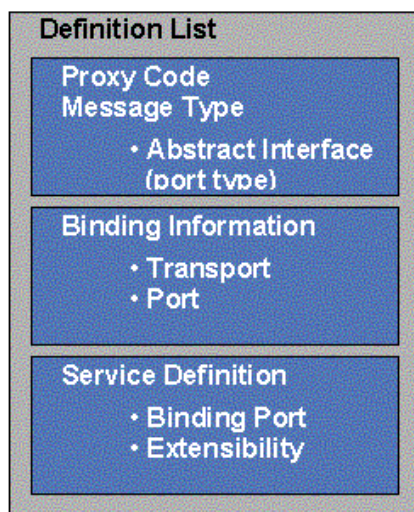 Definition List
Proxy Code
Message Type
• Abstract Interface
(port type)
Binding Information
• Transport
• Port
Service Definition
• Binding Port
• Extensibility